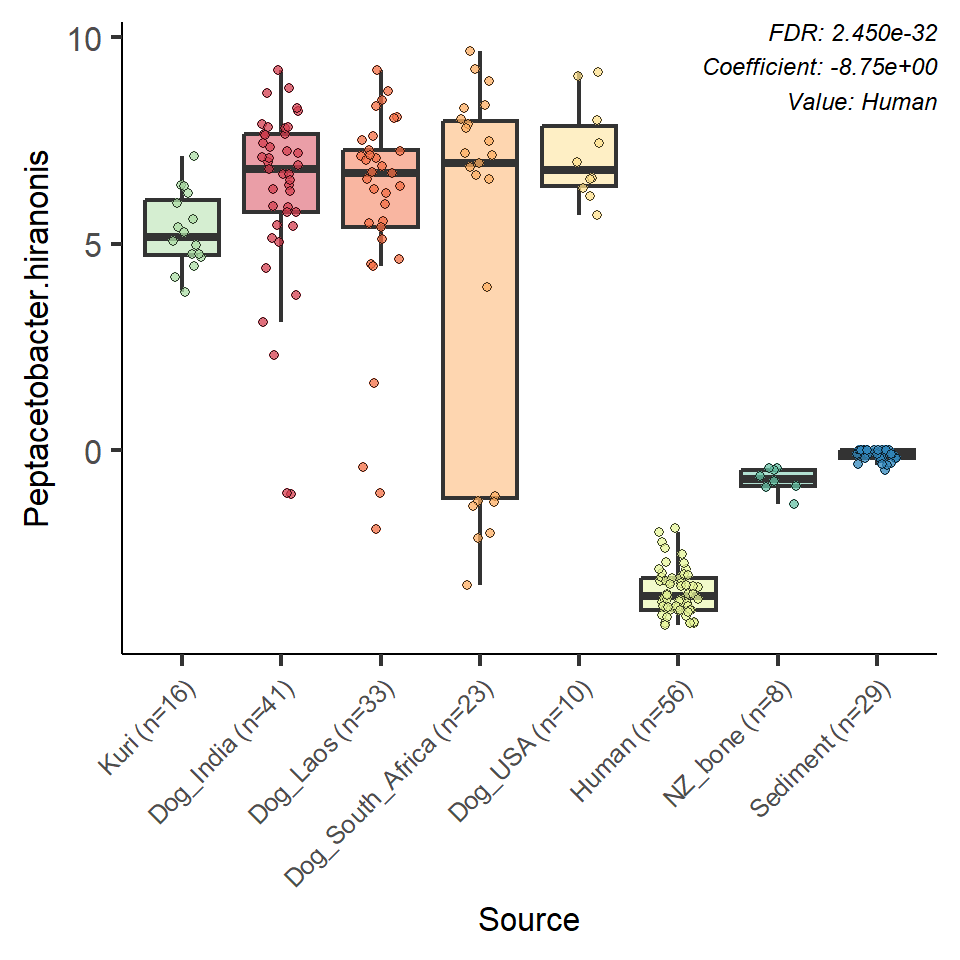 FDR: 2.450e-32
Coefficient: -8.75e+00
Value: Human
Peptacetobacter.hiranonis
10
5
0
Kuri (n=16)
Dog_India (n=41)
Dog_Laos (n=33)
Dog_South_Africa (n=23)
Dog_USA (n=10)
Human (n=56)
NZ_bone (n=8)
Sediment (n=29)
Source